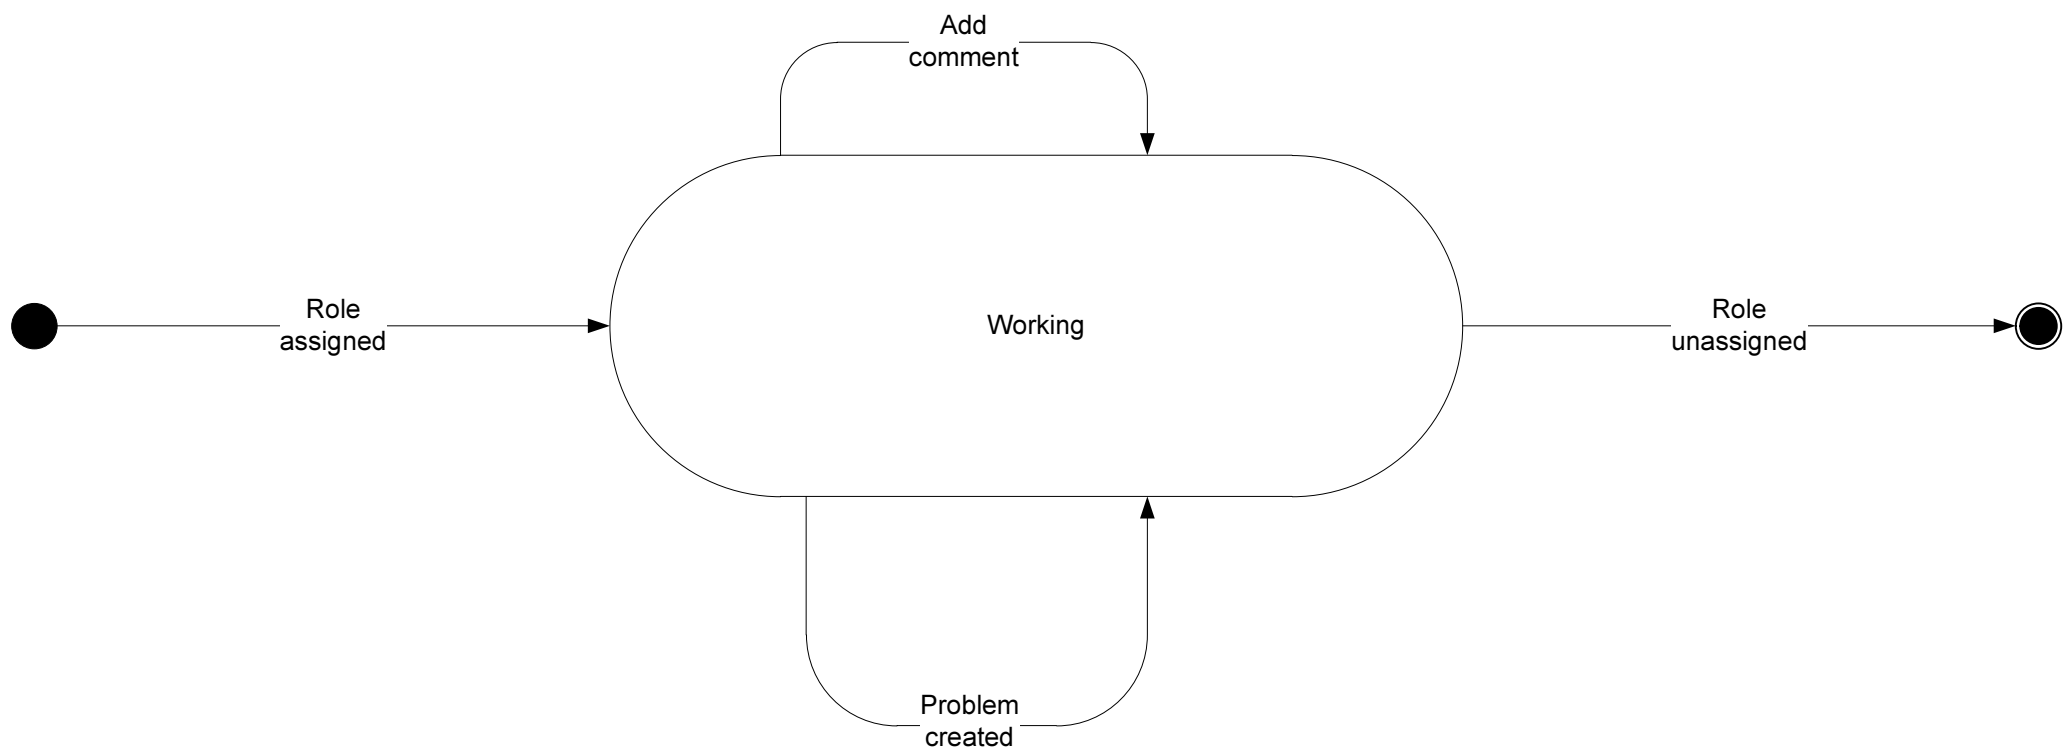 Add
comment
Role
assigned
Working
Role
unassigned
Problem
created